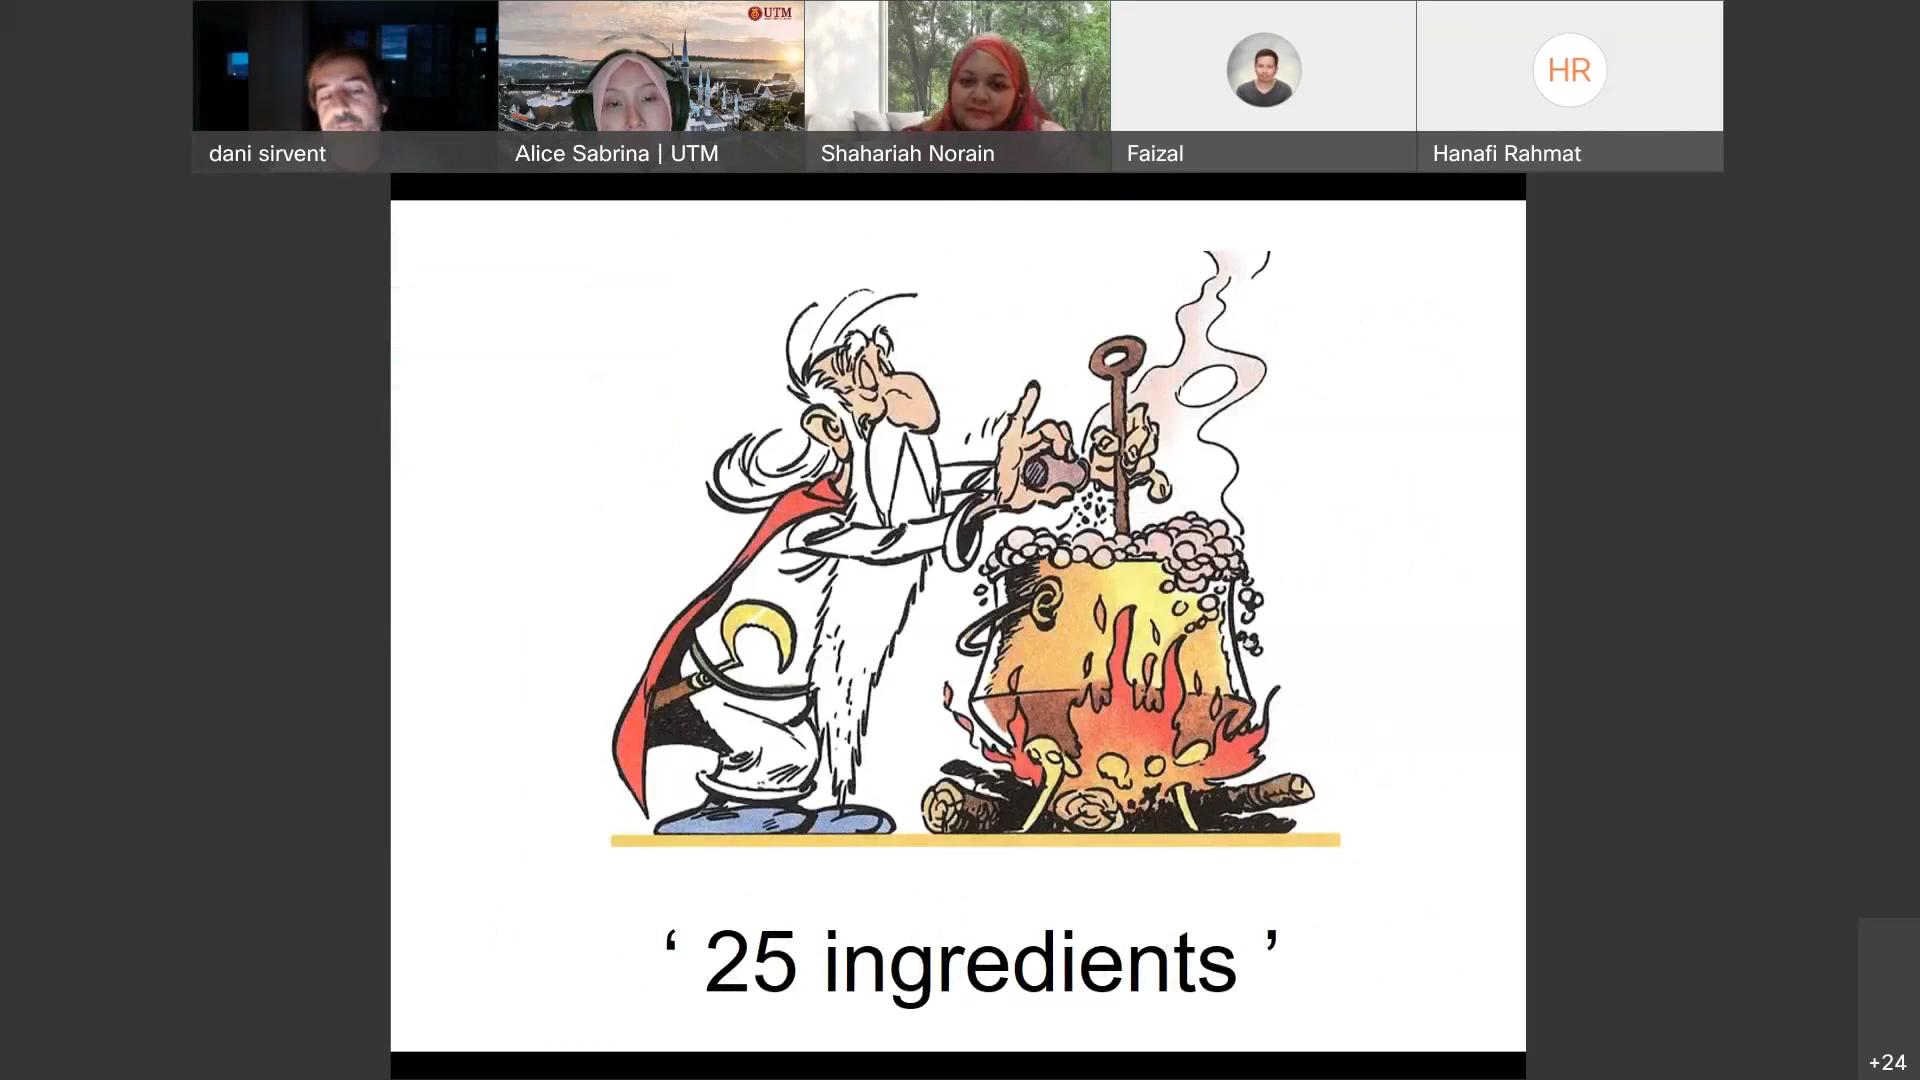 UTM
dani sirvent
Alice Sabrina | UTM
Shahariah Norain
Faizal
HR
Hanafi Rahmat
‘ 25 ingredients ’
+24